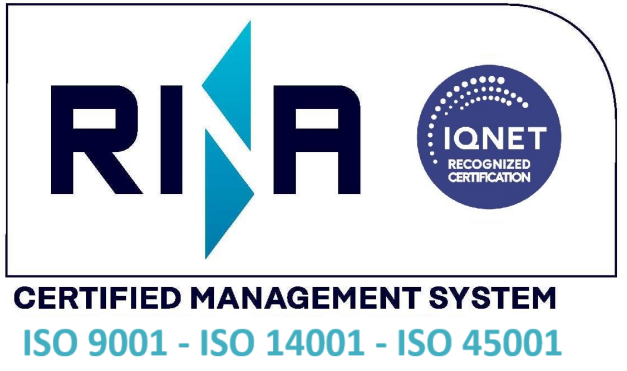 RINA
IQNET
RECOGNIZED
CERTIFICATION
CERTIFIED MANAGEMENT SYSTEM
ISO 9001 - ISO 14001 - ISO 45001